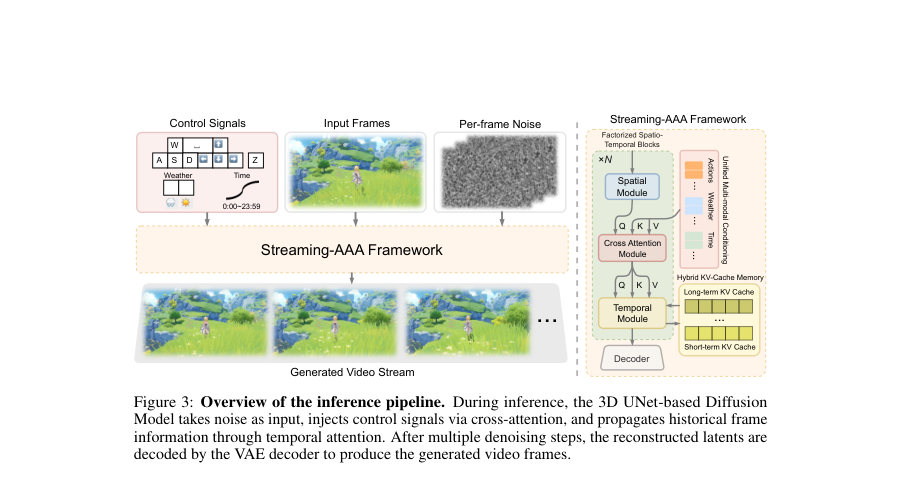 Control Signals
Input Frames
Per-frame Noise
W
A S D Z
Weather
Time
0:00~23:59
Streaming-AAA Framework
...
Generated Video Stream
Streaming-AAA Framework
Factorized Spatio-
Temporal Blocks
×N
Spatial
Module
Q K V
Cross Attention
Module
Q K V
Temporal
Module
Decoder
Actions
...
Weather
...
Time
...
Unified Multi-modal Conditioning
Hybrid KV-Cache Memory
Long-term KV Cache
...
Short-term KV Cache
Figure 3: Overview of the inference pipeline. During inference, the 3D UNet-based Diffusion
Model takes noise as input, injects control signals via cross-attention, and propagates historical frame
information through temporal attention. After multiple denoising steps, the reconstructed latents are
decoded by the VAE decoder to produce the generated video frames.